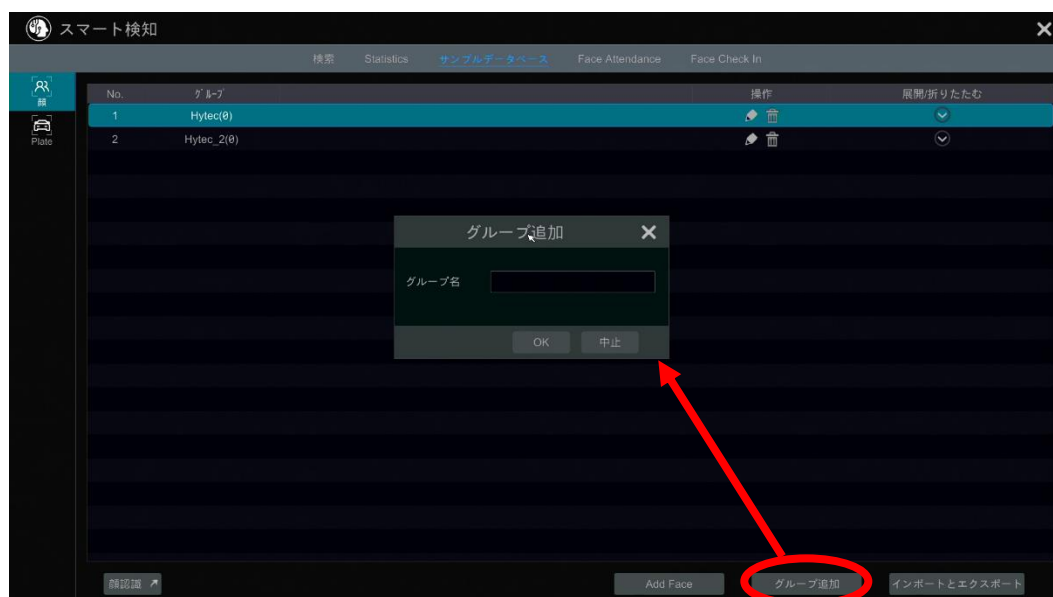 スマート検知
検索 Statistics サンプルデータベース Face Attendance Face Check In
顔
Plate
No. グループ 操作 展開/折りたたむ
1 Hytec(0)
2 Hytec_2(0)
グループ追加
グループ名
OK 中止
顔認識 Add Face グループ追加 インポートとエクスポート